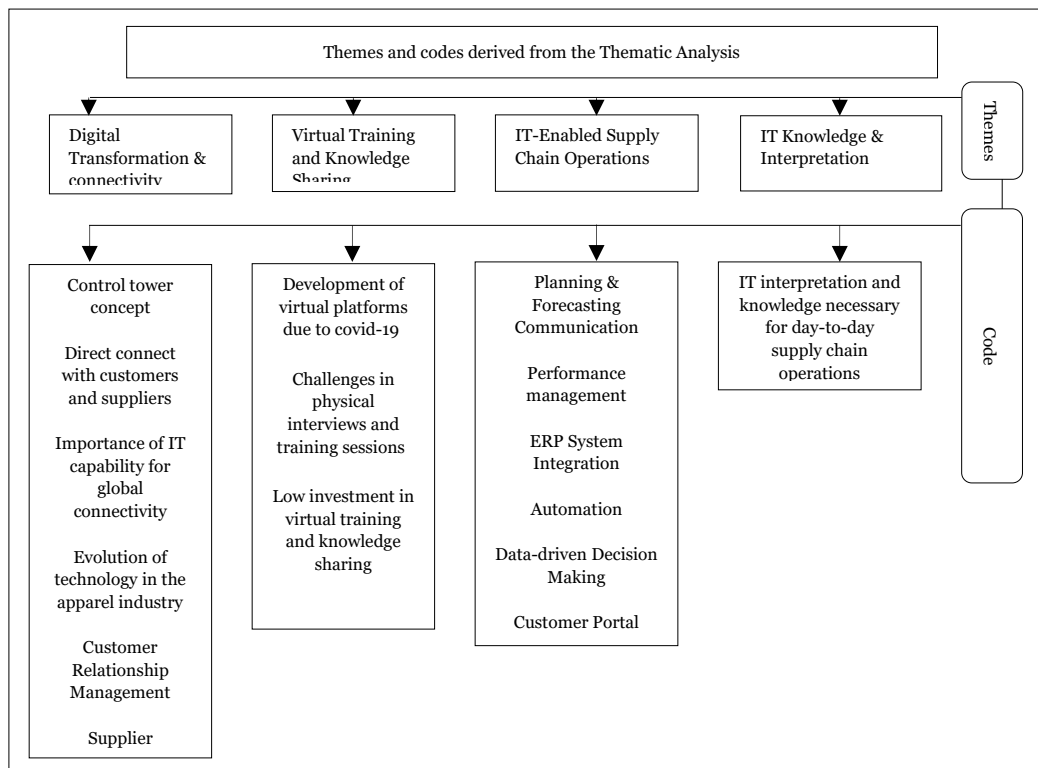 Themes and codes derived from the Thematic Analysis
Themes
Digital
Transformation &
connectivity
Virtual Training
and Knowledge
Sharing
IT-Enabled Supply
Chain Operations
IT Knowledge &
Interpretation
Code
Control tower
concept
Direct connect
with customers
and suppliers
Importance of IT
capability for
global
connectivity
Evolution of
technology in the
apparel industry
Customer
Relationship
Management
Supplier
Development of
virtual platforms
due to covid-19
Challenges in
physical
interviews and
training sessions
Low investment in
virtual training
and knowledge
sharing
Planning &
Forecasting
Communication
Performance
management
ERP System
Integration
Automation
Data-driven Decision
Making
Customer Portal
IT interpretation and
knowledge necessary
for day-to-day
supply chain
operations